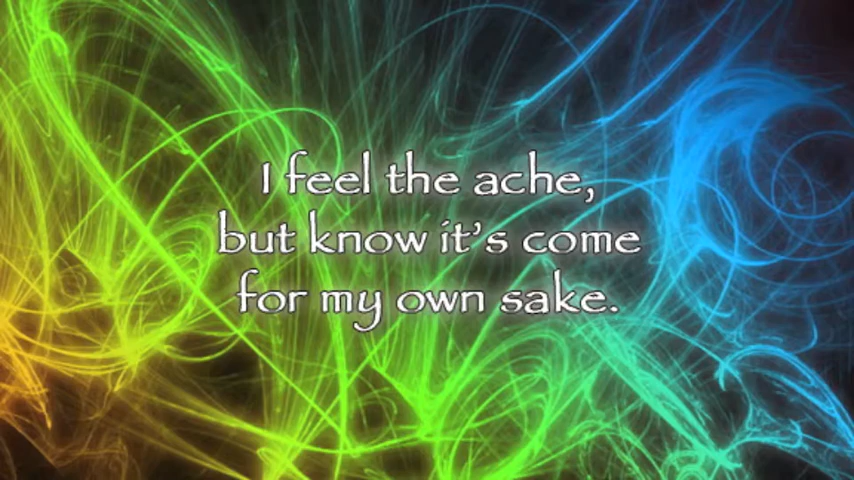 I feel the ache,
but know it's come
for my own sake.